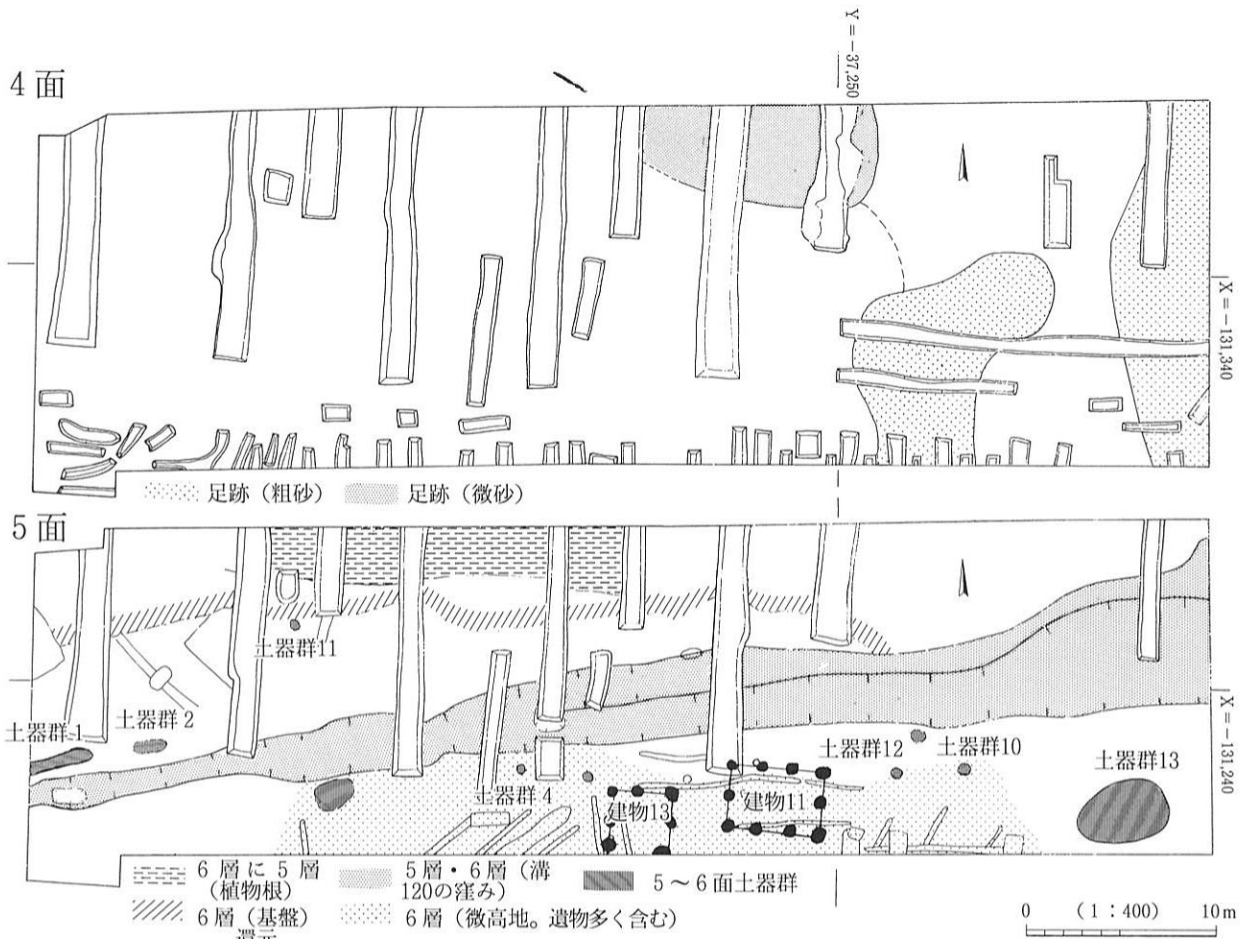 Y=-37,250
4面
X=-131,340
足跡（粗砂） 足跡（微砂）
5面
土器群11
土器群2
土器群1
土器群12
土器群10
土器群13
X=-131,240
土器群4
建物13
建物11
6層に5層
（植物根）
5層・6層（溝
120の窪み）
5～6面土器群
6層（基盤）
還元
6層（微高地。遺物多く含む）
0 （1：400） 10m